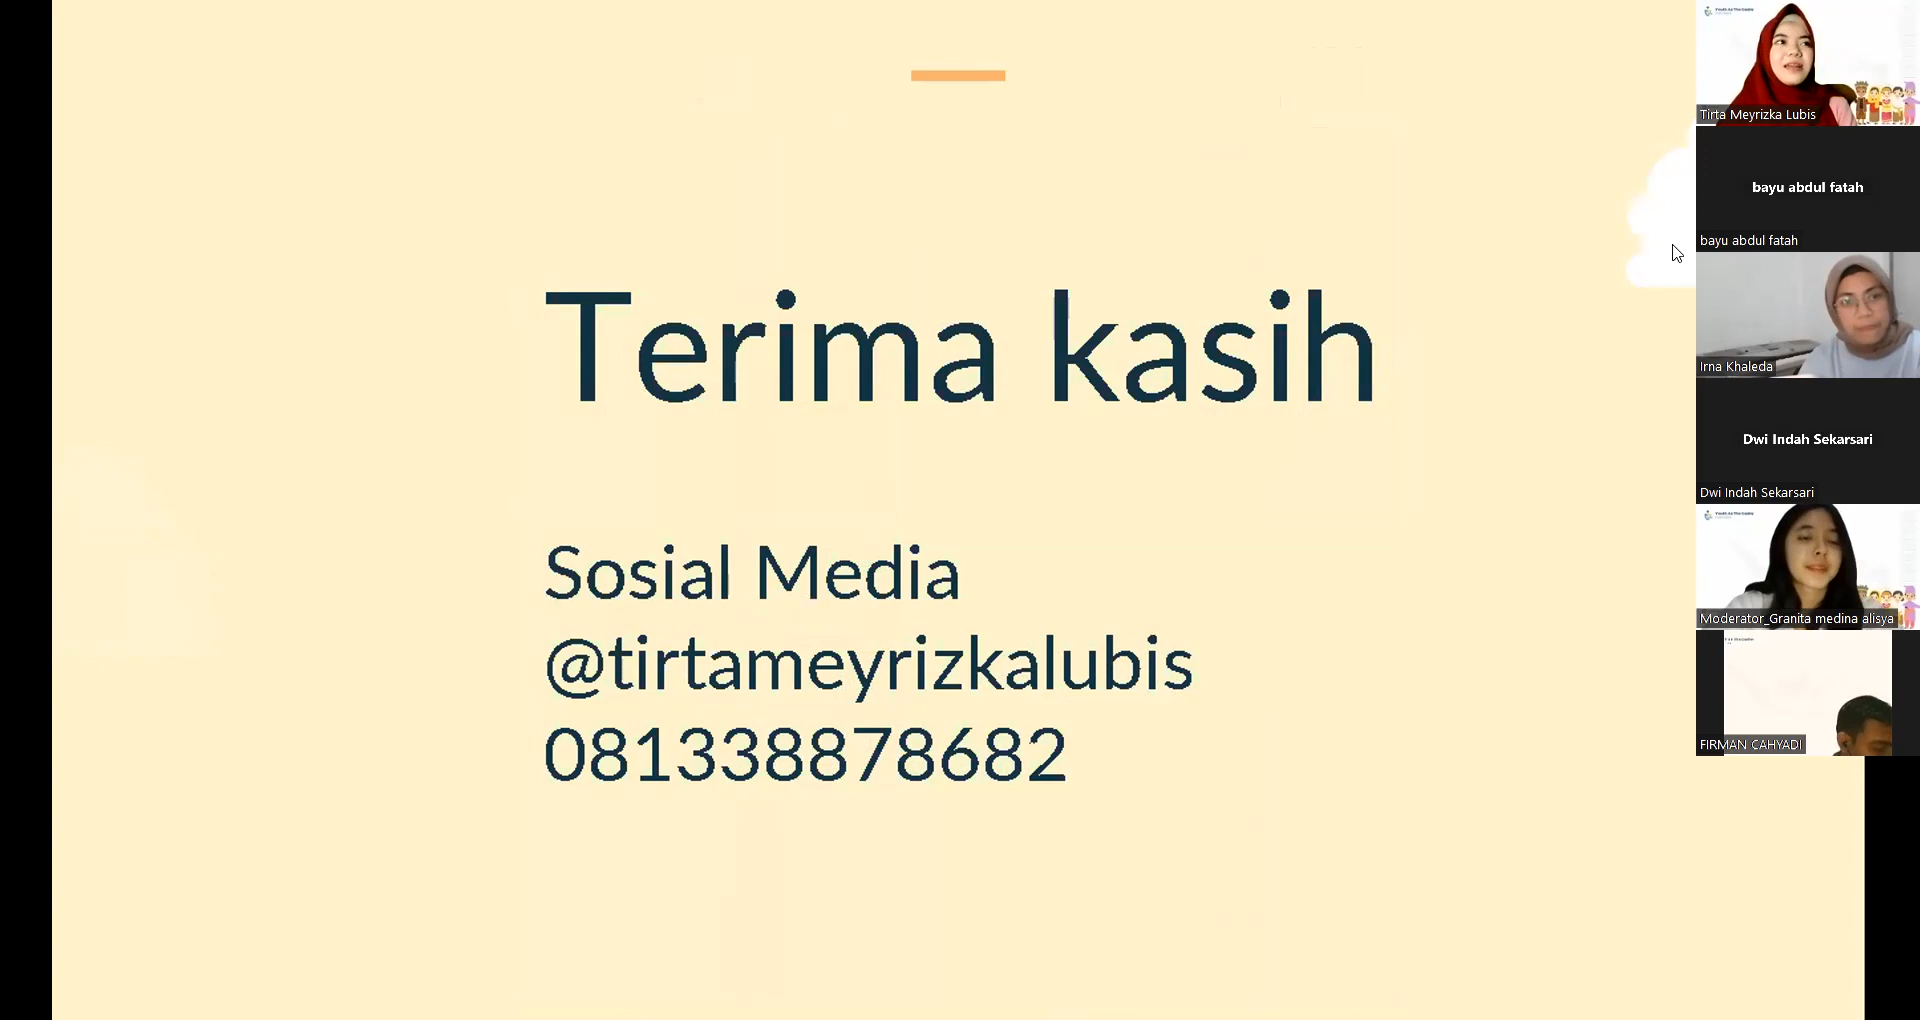 Terima kasih
Sosial Media
@tirtameyrizkalubis
081338878682
Tirta Meyrizka Lubis
bayu abdul fatah
bayu abdul fatah
Irna Khaleda
Dwi Indah Sekarsari
Dwi Indah Sekarsari
Moderator_Granita medina alisya
FIRMAN CAHYADI